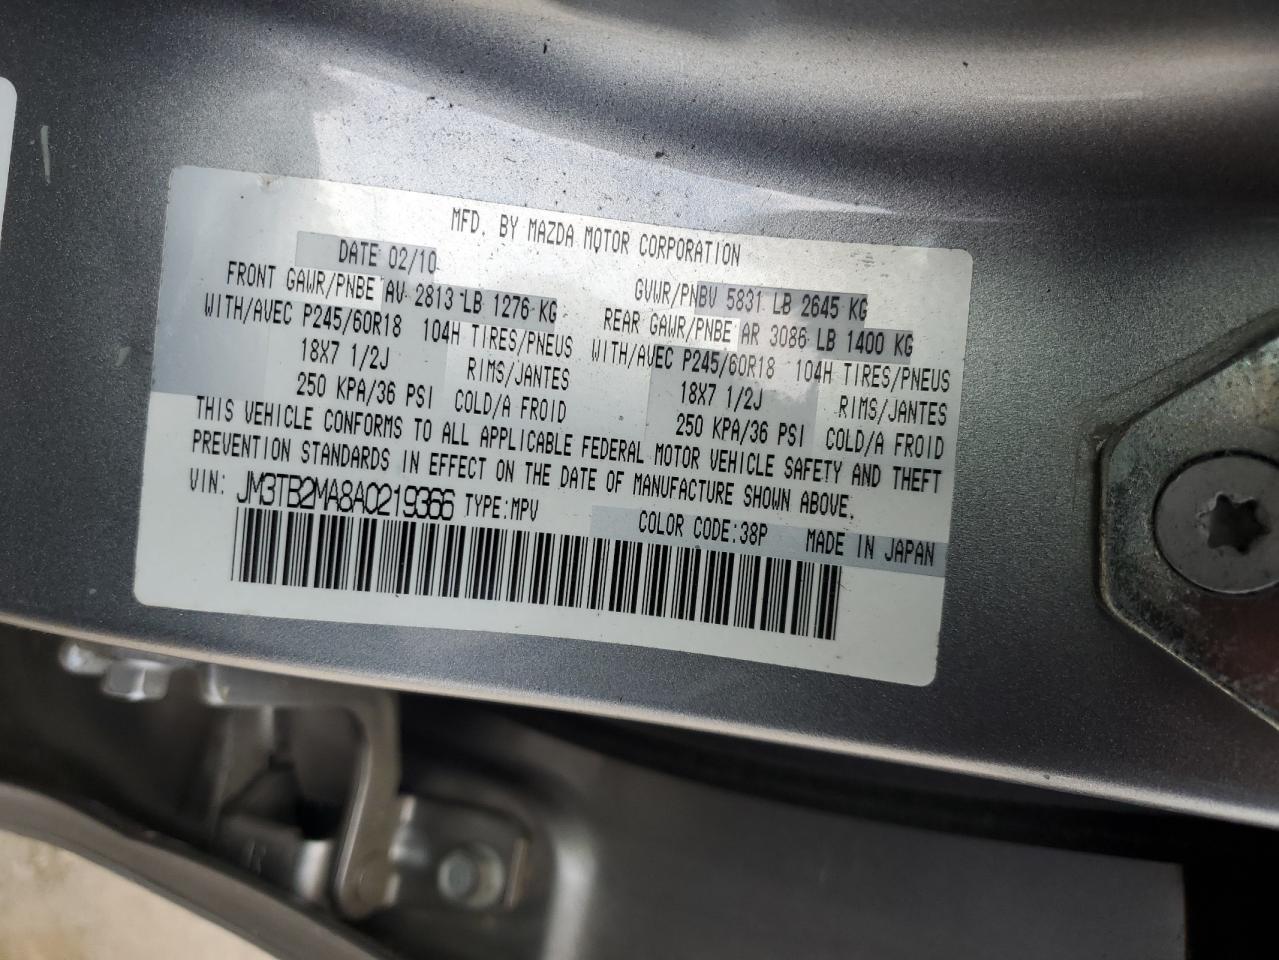 MFD. BY MAZDA MOTOR CORPORATION
DATE 02/10 GVWR/PNBV 5831 LB 2645 KG
FRONT GAWR/PNBE AV 2813 LB 1276 KG REAR GAWR/PNBE AR 3086 LB 1400 KG
WITH/AVEC P245/60R18 104H TIRES/PNEUS WITH/AVEC P245/60R18 104H TIRES/PNEUS
18X7 1/2J RIMS/JANTES 18X7 1/2J RIMS/JANTES
250 KPA/36 PSI COLD/A FROID 250 KPA/36 PSI COLD/A FROID
THIS VEHICLE CONFORMS TO ALL APPLICABLE FEDERAL MOTOR VEHICLE SAFETY AND THEFT
PREVENTION STANDARDS IN EFFECT ON THE DATE OF MANUFACTURE SHOWN ABOVE.
VIN: JM3TB2MA8A0219366 TYPE:MPV COLOR CODE:38P MADE IN JAPAN